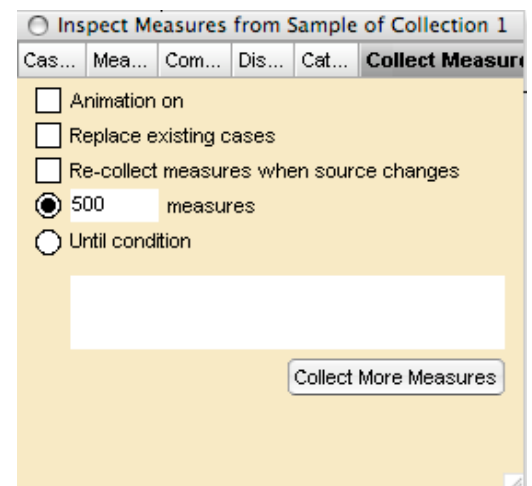 Inspect Measures from Sample of Collection 1
Cas... Mea... Com... Dis... Cat... Collect Measure
Animation on
Replace existing cases
Re-collect measures when source changes
500 measures
Until condition
Collect More Measures